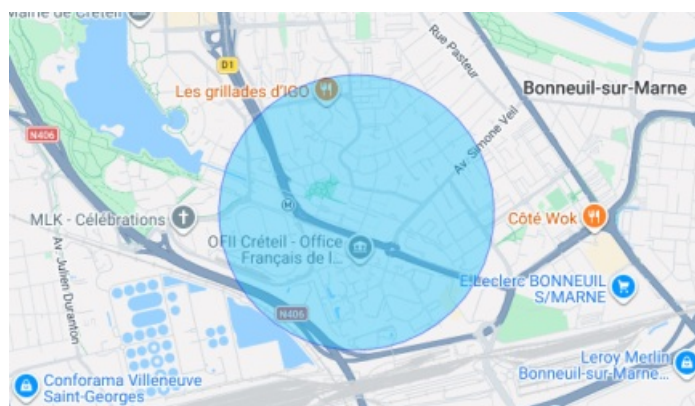 Mairie de Créteil
D1
Rue Pasteur
Les grillades d'IGO
Bonneuil-sur-Marne
N406
Av. Simone Veil
MLK - Célébrations
Côté Wok
OFII Créteil - Office
Français de l...
Av. Julien Duranton
E.Leclerc BONNEUIL
S/MARNE
N406
Leroy Merlin
Bonneuil-sur-Marne...
Conforama Villeneuve
Saint-Georges